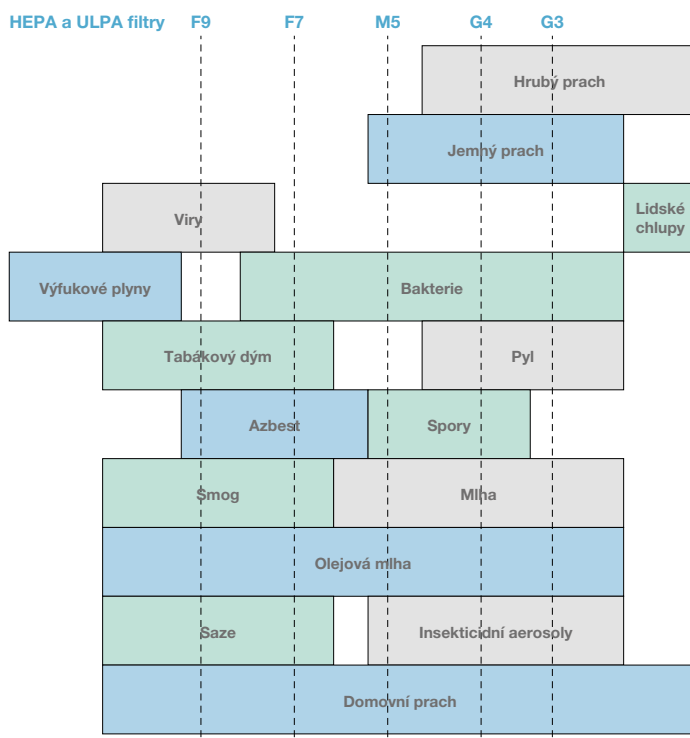 HEPA a ULPA filtry F9 F7 M5 G4 G3
Hrubý prach
Jemný prach
Viry
Lidské
chlupy
Výfukové plyny
Bakterie
Tabákový dým
Pyl
Azbest
Spory
Smog
Mlha
Olejová mlha
Saze
Insekticidní aerosoly
Domovní prach